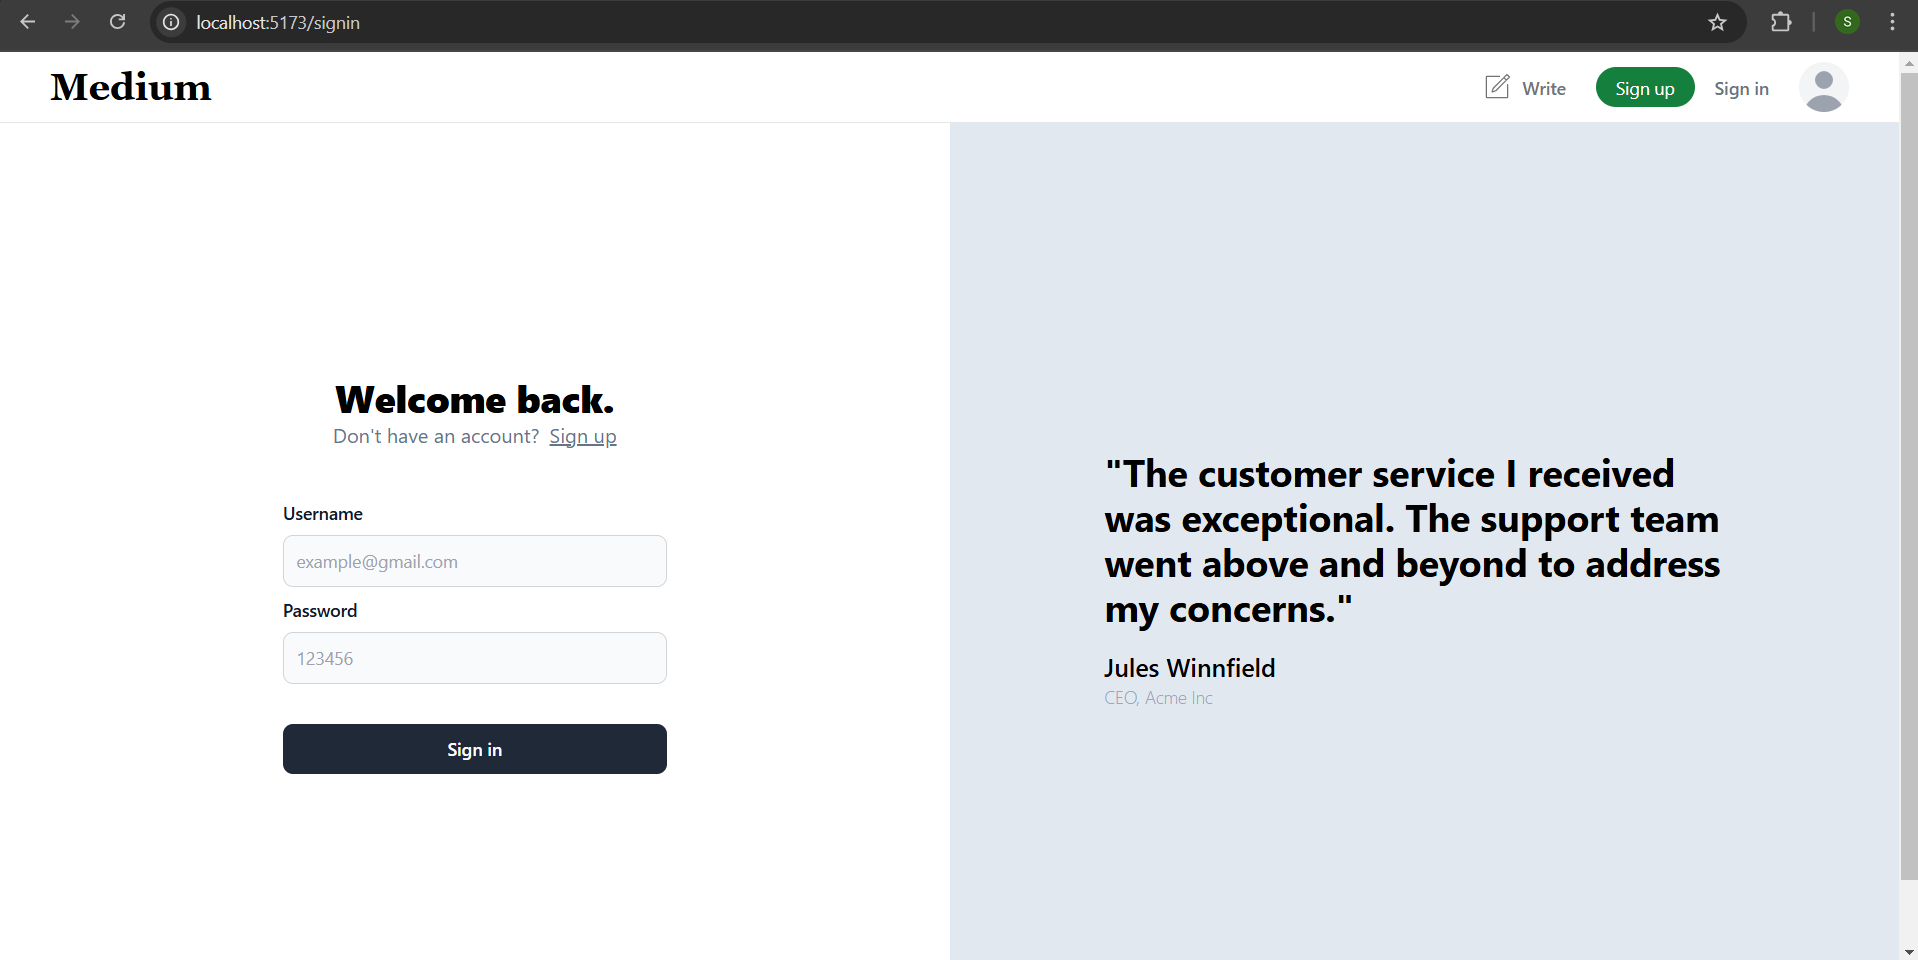 localhost:5173/signin
S
Medium
Write
Sign up
Sign in
Welcome back.
Don't have an account? Sign up
Username
example@gmail.com
Password
123456
Sign in
"The customer service I received
was exceptional. The support team
went above and beyond to address
my concerns."
Jules Winnfield
CEO, Acme Inc